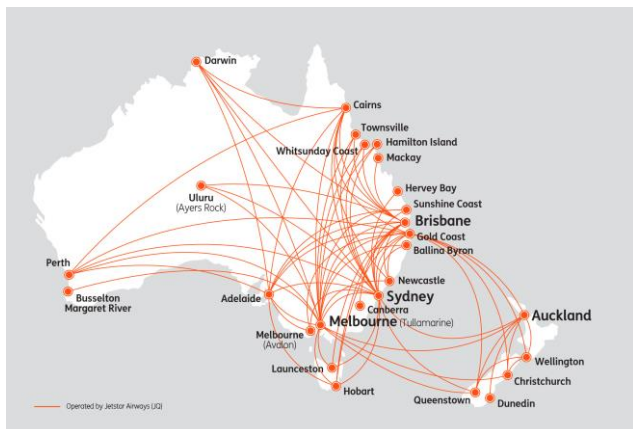 Darwin
Cairns
Townsville
Hamilton Island
Whitsunday Coast
Mackay
Uluru
(Ayers Rock)
Hervey Bay
Sunshine Coast
Brisbane
Gold Coast
Ballina Byron
Perth
Busselton
Margaret River
Adelaide
Newcastle
Sydney
Canberra
Melbourne (Tullamarine)
Melbourne
(Avalon)
Auckland
Wellington
Launceston
Christchurch
Hobart
Queenstown
Dunedin
Operated by Jetstar Airways (JQ)